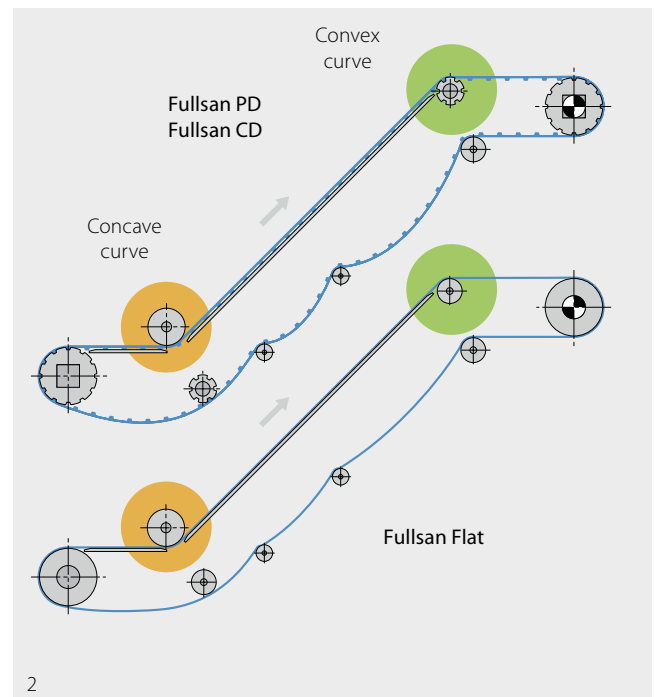 Convex
curve
Fullsan PD
Fullsan CD
Concave
curve
Fullsan Flat
2